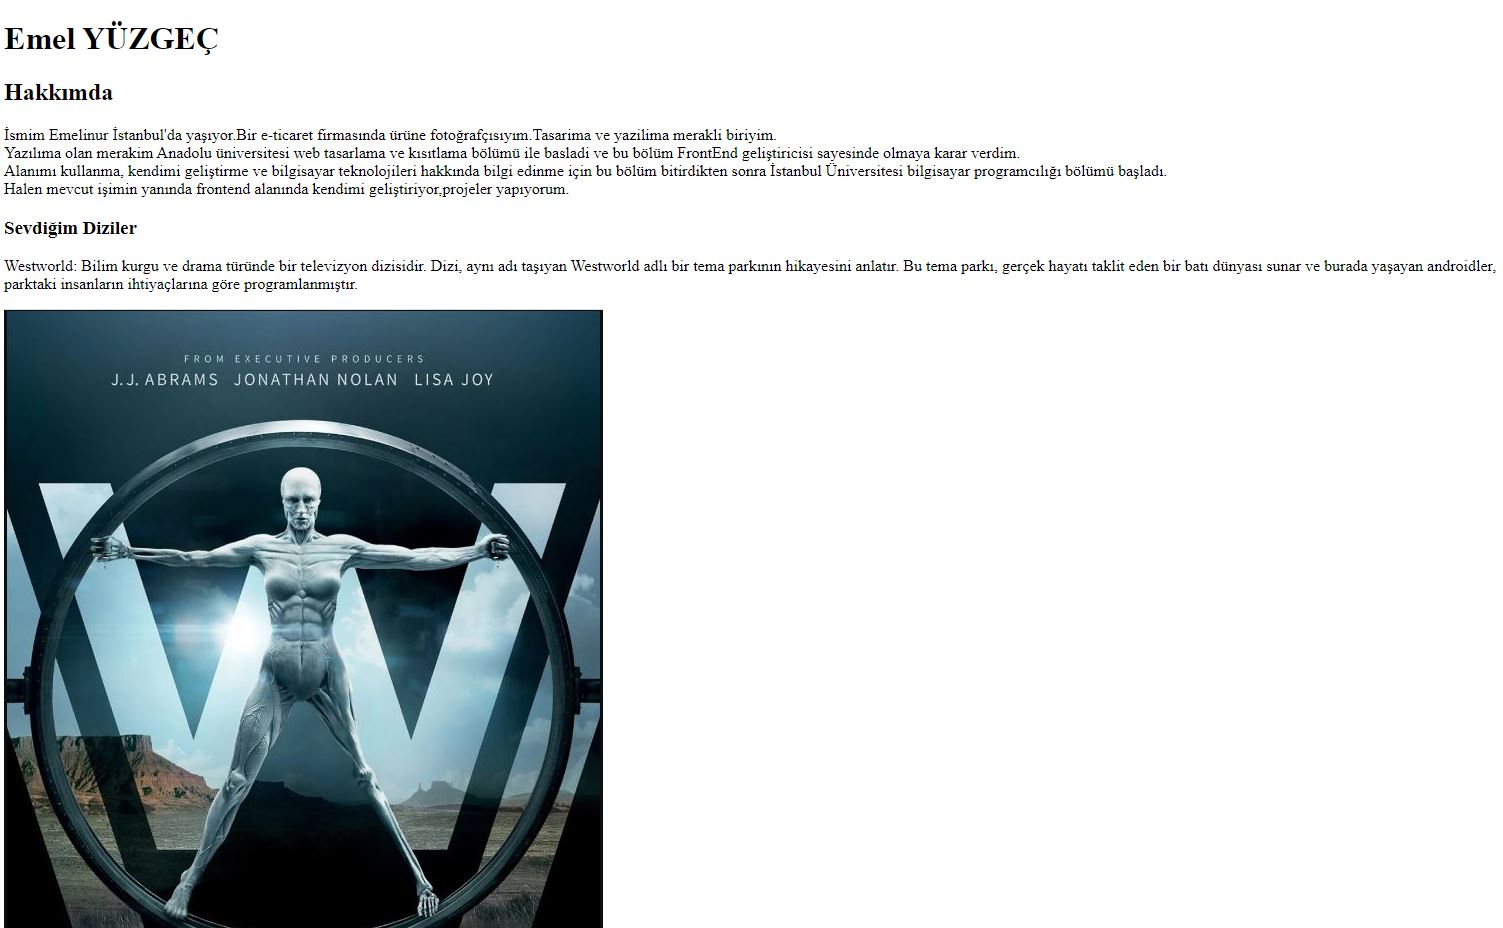 Emel YÜZGEÇ
Hakkımda
İsmim Emelinur İstanbul'da yaşıyor.Bir e-ticaret firmasında ürüne fotoğrafçısıyım.Tasarima ve yazilima merakli biriyim.
Yazılıma olan merakim Anadolu üniversitesi web tasarlama ve kısıtlama bölümü ile basladi ve bu bölüm FrontEnd geliştiricisi sayesinde olmaya karar verdim.
Alanımı kullanma, kendimi geliştirme ve bilgisayar teknolojileri hakkında bilgi edinme için bu bölüm bitirdikten sonra İstanbul Üniversitesi bilgisayar programcılığı bölümü başladı.
Halen mevcut işimin yanında frontend alanında kendimi geliştiriyor,projeler yapıyorum.
Sevdiğim Diziler
Westworld: Bilim kurgu ve drama türünde bir televizyon dizisidir. Dizi, aynı adı taşıyan Westworld adlı bir tema parkının hikayesini anlatır. Bu tema parkı, gerçek hayatı taklit eden bir batı dünyası sunar ve burada yaşayan androidler,
parktaki insanların ihtiyaçlarına göre programlanmıştır.
FROM EXECUTIVE PRODUCERS
J.J. ABRAMS JONATHAN NOLAN LISA JOY
W